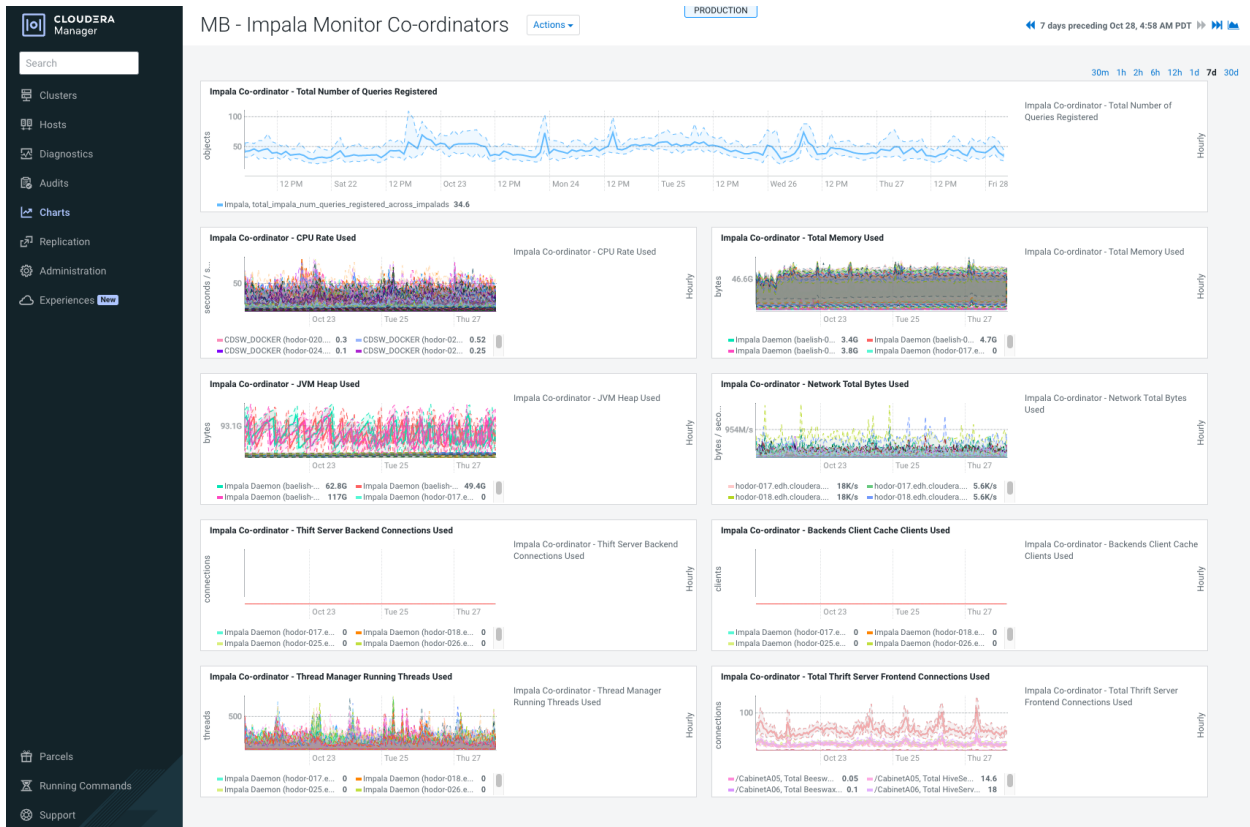 CLOUDERA
Manager
Search
Clusters
Hosts
Diagnostics
Audits
Charts
Replication
Administration
Experiences New
Parcels
Running Commands
Support
MB - Impala Monitor Co-ordinators
Actions
PRODUCTION
7 days preceding Oct 28, 4:58 AM PDT
30m 1h 2h 6h 12h 1d 7d 30d
Impala Co-ordinator - Total Number of Queries Registered
objects
100
50
12 PM Sat 22 12 PM Oct 23 12 PM Mon 24 12 PM Tue 25 12 PM Wed 26 12 PM Thu 27 12 PM Fri 28
Impala, total_impala_num_queries_registered_across_impalads 34.6
Impala Co-ordinator - Total Number of
Queries Registered
Hourly
Impala Co-ordinator - CPU Rate Used
seconds / s...
50
Oct 23 Tue 25 Thu 27
CDSW_DOCKER (hodor-020.... 0.3 CDSW_DOCKER (hodor-02... 0.52
CDSW_DOCKER (hodor-024.... 0.1 CDSW_DOCKER (hodor-02... 0.25
Impala Co-ordinator - CPU Rate Used
Hourly
Impala Co-ordinator - Total Memory Used
bytes
46.6G
Oct 23 Tue 25 Thu 27
Impala Daemon (baelish-0... 3.4G Impala Daemon (baelish-0... 4.7G
Impala Daemon (baelish-0... 3.8G Impala Daemon (hodor-017.e... 0
Impala Co-ordinator - Total Memory Used
Hourly
Impala Co-ordinator - JVM Heap Used
bytes
93.1G
Oct 23 Tue 25 Thu 27
Impala Daemon (baelish-... 62.8G Impala Daemon (baelish-... 49.4G
Impala Daemon (baelish-... 117G Impala Daemon (hodor-017.e... 0
Impala Co-ordinator - JVM Heap Used
Hourly
Impala Co-ordinator - Network Total Bytes Used
bytes / seco...
954M/s
Oct 23 Tue 25 Thu 27
hodor-017.edh.cloudera.... 18K/s hodor-017.edh.cloudera.... 5.6K/s
hodor-018.edh.cloudera.... 18K/s hodor-018.edh.cloudera.... 5.6K/s
Impala Co-ordinator - Network Total Bytes
Used
Hourly
Impala Co-ordinator - Thift Server Backend Connections Used
connections
Oct 23 Tue 25 Thu 27
Impala Daemon (hodor-017.e... 0 Impala Daemon (hodor-018.e... 0
Impala Daemon (hodor-025.e... 0 Impala Daemon (hodor-026.e... 0
Impala Co-ordinator - Thift Server Backend
Connections Used
Hourly
Impala Co-ordinator - Backends Client Cache Clients Used
clients
Oct 23 Tue 25 Thu 27
Impala Daemon (hodor-017.e... 0 Impala Daemon (hodor-018.e... 0
Impala Daemon (hodor-025.e... 0 Impala Daemon (hodor-026.e... 0
Impala Co-ordinator - Backends Client Cache
Clients Used
Hourly
Impala Co-ordinator - Thread Manager Running Threads Used
threads
500
Oct 23 Tue 25 Thu 27
Impala Daemon (hodor-017.e... 0 Impala Daemon (hodor-018.e... 0
Impala Daemon (hodor-025.e... 0 Impala Daemon (hodor-026.e... 0
Impala Co-ordinator - Thread Manager
Running Threads Used
Hourly
Impala Co-ordinator - Total Thrift Server Frontend Connections Used
connections
100
Oct 23 Tue 25 Thu 27
/CabinetA05, Total Beesw... 0.05 /CabinetA05, Total HiveSe... 14.6
/CabinetA06, Total Beeswax... 0.1 /CabinetA06, Total HiveServ... 18
Impala Co-ordinator - Total Thrift Server
Frontend Connections Used
Hourly